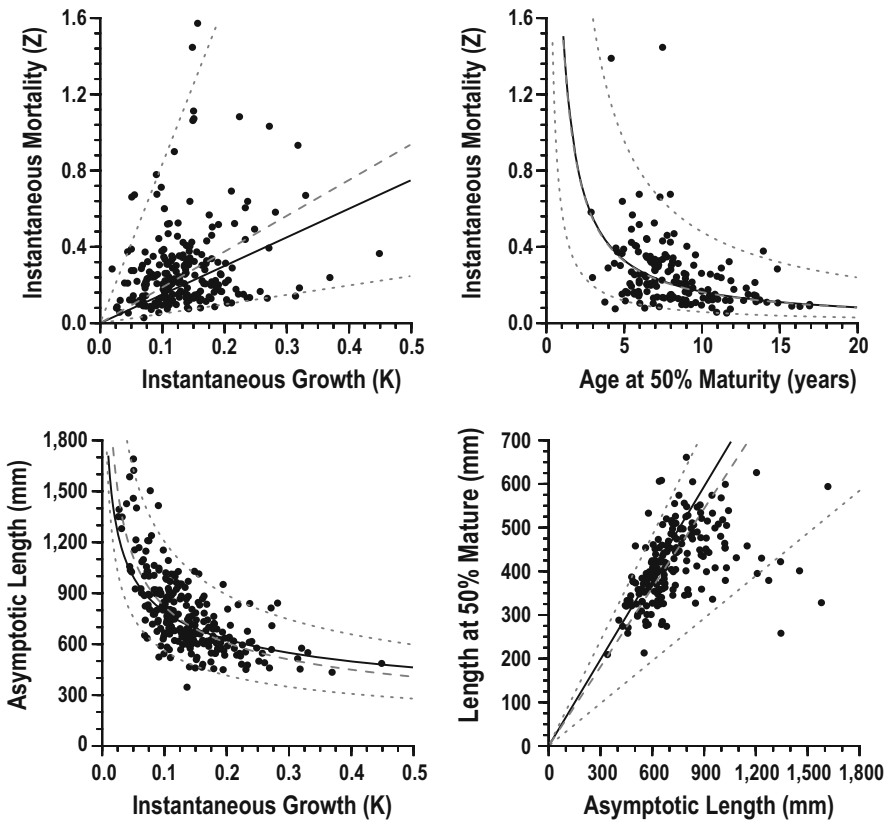 Instantaneous Mortality (Z)
1.6
1.2
0.8
0.4
0.0
0.0 0.1 0.2 0.3 0.4 0.5
Instantaneous Growth (K)
Instantaneous Mortality (Z)
1.6
1.2
0.8
0.4
0.0
0 5 10 15 20
Age at 50% Maturity (years)
Asymptotic Length (mm)
1,800
1,500
1,200
900
600
300
0
0.0 0.1 0.2 0.3 0.4 0.5
Instantaneous Growth (K)
Length at 50% Mature (mm)
700
600
500
400
300
200
100
0
0 300 600 900 1,200 1,500 1,800
Asymptotic Length (mm)